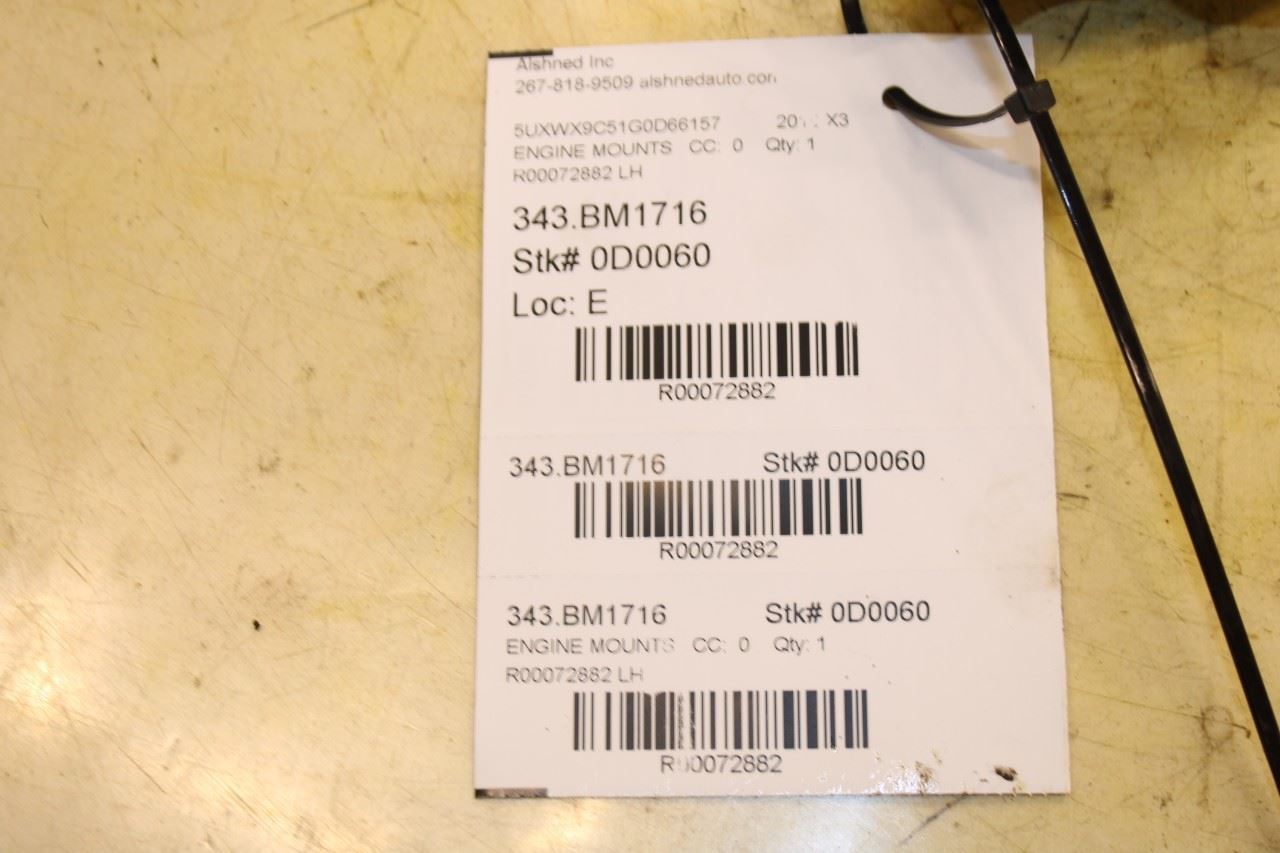 Alshned Inc
267-818-9509 alshnedauto.com
5UXWX9C51G0D66157 X3
ENGINE MOUNTS CC: 0 Qty: 1
R00072882 LH
343.BM1716
Stk# 0D0060
Loc: E
R00072882
343.BM1716 Stk# 0D0060
R00072882
343.BM1716 Stk# 0D0060
ENGINE MOUNTS CC: 0 Qty: 1
R00072882 LH
R00072882